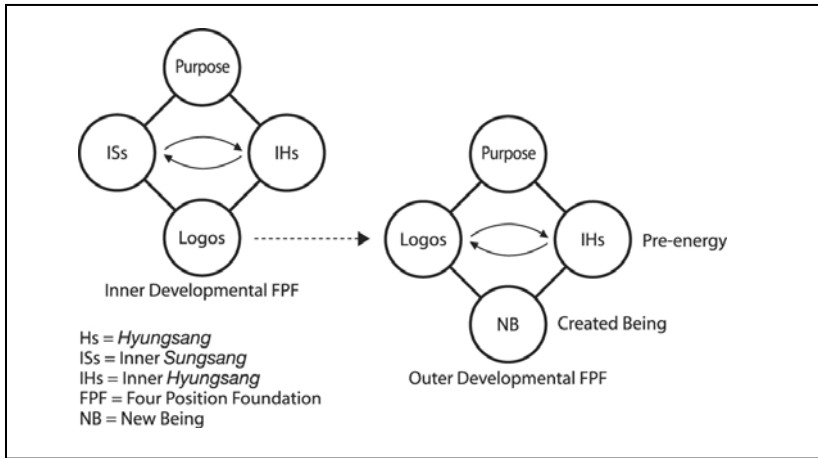 Purpose
ISs
IHs
Logos
Inner Developmental FPF
Purpose
Logos
IHs
Pre-energy
NB
Created Being
Outer Developmental FPF
Hs = Hyungsang
ISs = Inner Sungsang
IHs = Inner Hyungsang
FPF = Four Position Foundation
NB = New Being